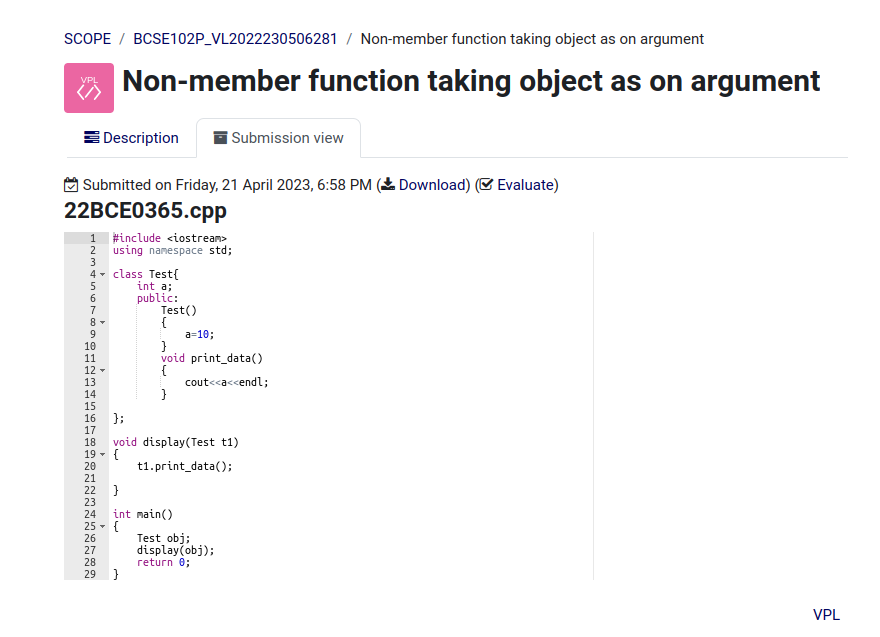 SCOPE / BCSE102P_VL2022230506281 / Non-member function taking object as on argument
VPL
Non-member function taking object as on argument
Description
Submission view
Submitted on Friday, 21 April 2023, 6:58 PM (Download) (Evaluate)
22BCE0365.cpp
1 #include <iostream>
2 using namespace std;
3
4 class Test{
5 int a;
6 public:
7 Test()
8 {
9 a=10;
10 }
11 void print_data()
12 {
13 cout<<a<<endl;
14 }
15
16 };
17
18 void display(Test t1)
19 {
20 t1.print_data();
21
22 }
23
24 int main()
25 {
26 Test obj;
27 display(obj);
28 return 0;
29 }
VPL